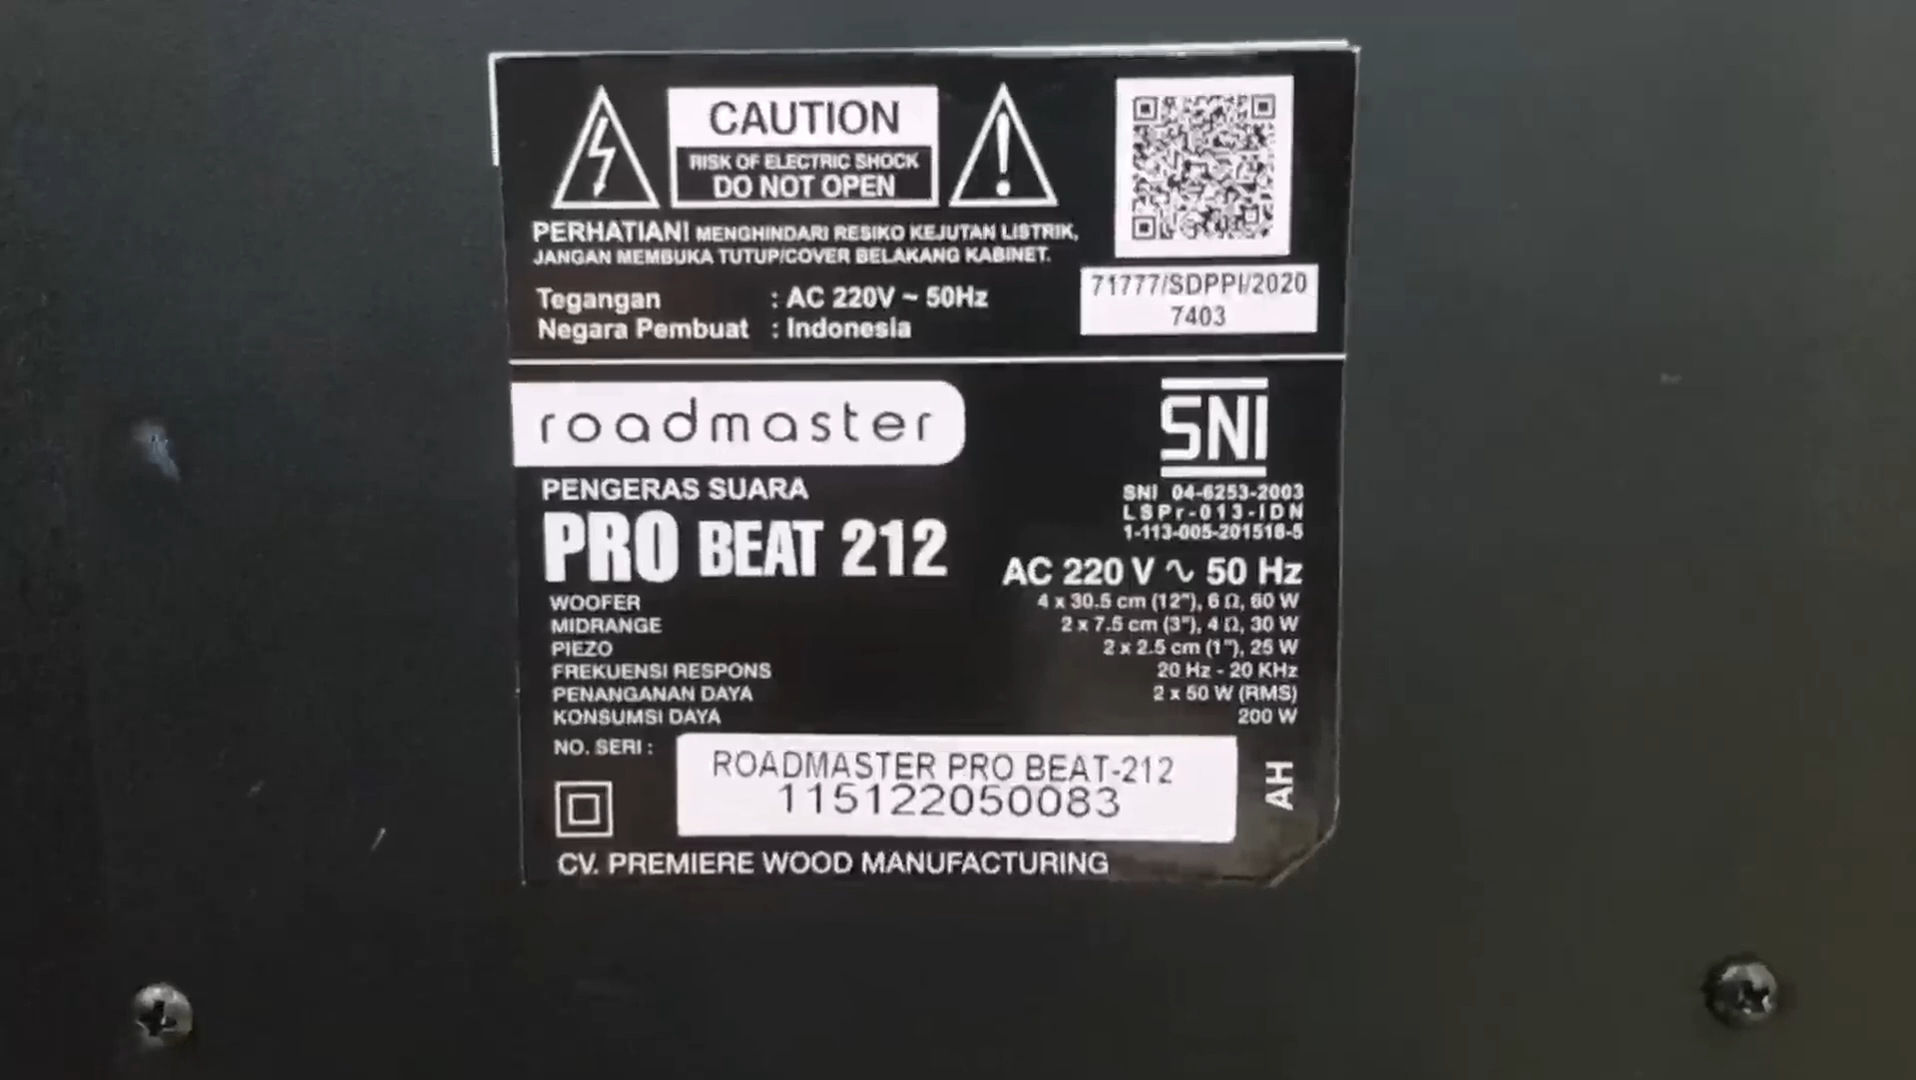 CAUTION
RISK OF ELECTRIC SHOCK
DO NOT OPEN
PERHATIAN! MENGHINDARI RESIKO KEJUTAN LISTRIK,
JANGAN MEMBUKA TUTUP/COVER BELAKANG KABINET.
Tegangan : AC 220V ~ 50Hz
Negara Pembuat : Indonesia
71777/SDPPI/2020
7403
roadmaster
PENGERAS SUARA
PRO BEAT 212
SNI
SNI 04-6253-2003
LSPr-013-IDN
1-113-005-201516-5
AC 220 V ∿ 50 Hz
WOOFER 4 x 30.5 cm (12"), 6 Ω, 60 W
MIDRANGE 2 x 7.5 cm (3"), 4 Ω, 30 W
PIEZO 2 x 2.5 cm (1"), 25 W
FREKUENSI RESPONS 20 Hz - 20 KHz
PENANGANAN DAYA 2 x 50 W (RMS)
KONSUMSI DAYA 200 W
NO. SERI :
ROADMASTER PRO BEAT-212
115122050083
AH
CV. PREMIERE WOOD MANUFACTURING